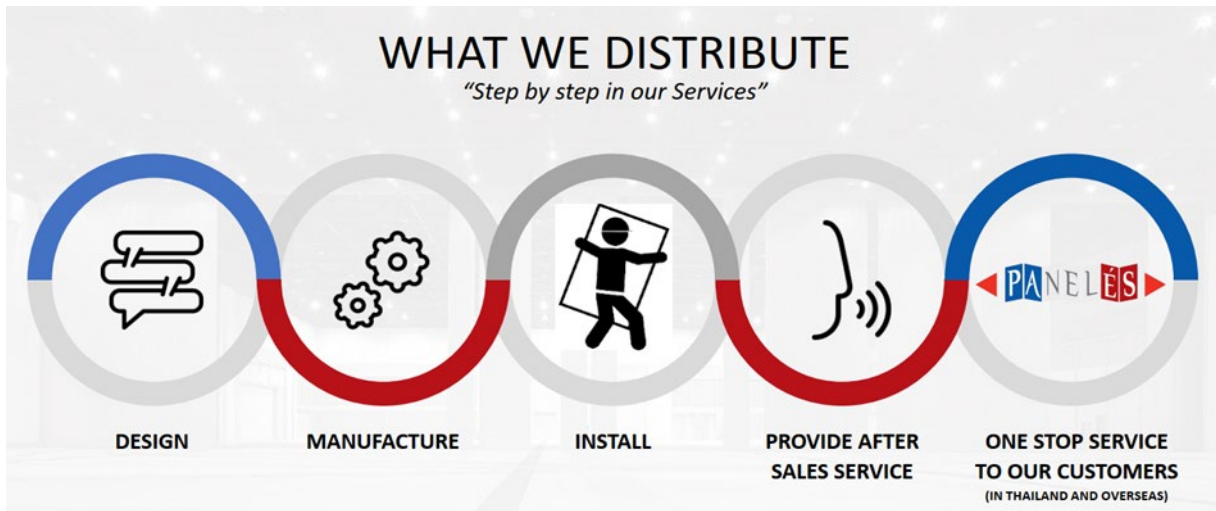 WHAT WE DISTRIBUTE
“Step by step in our Services”
PANELÉS
DESIGN
MANUFACTURE
INSTALL
PROVIDE AFTER
SALES SERVICE
ONE STOP SERVICE
TO OUR CUSTOMERS
(IN THAILAND AND OVERSEAS)